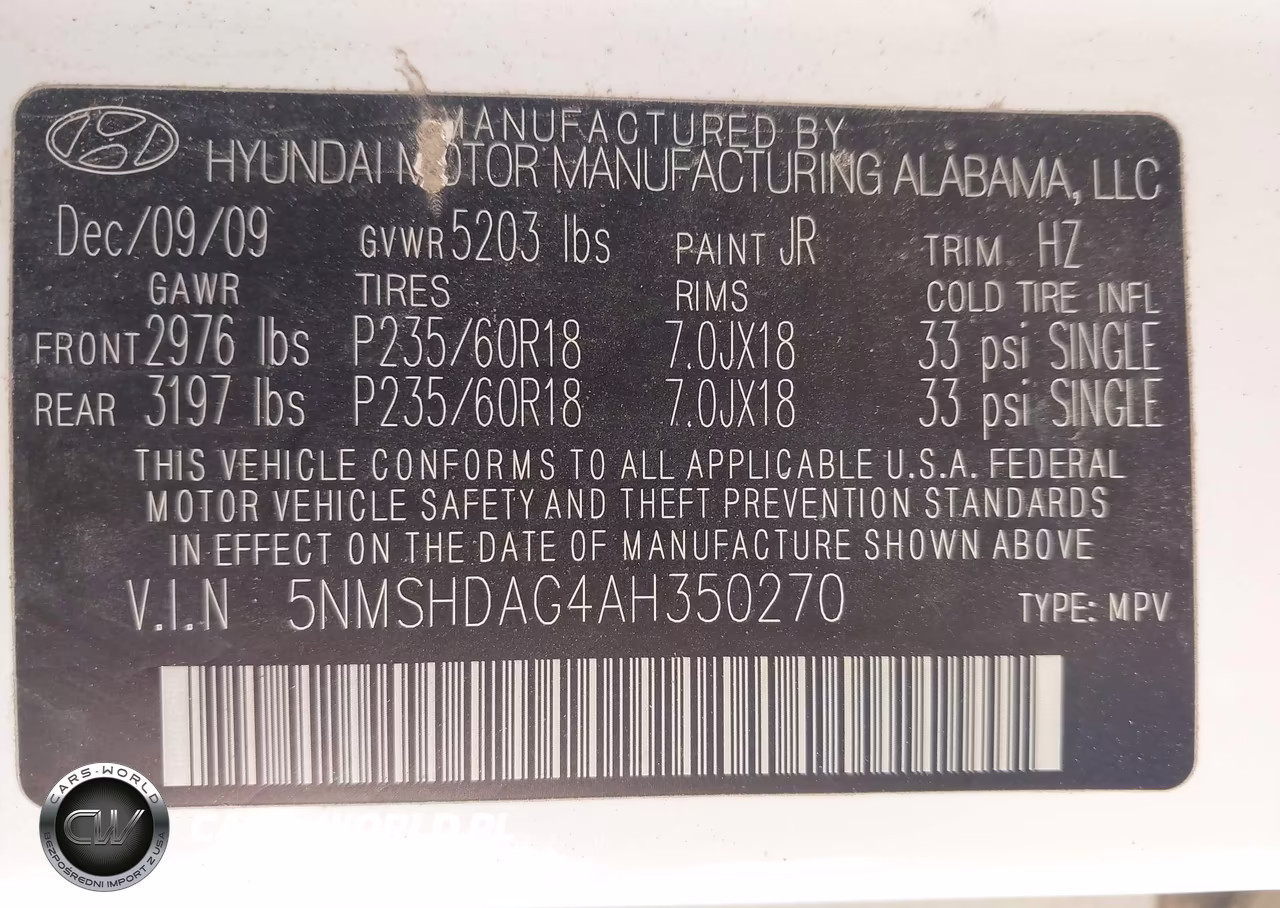 MANUFACTURED BY
HYUNDAI MOTOR MANUFACTURING ALABAMA, LLC
Dec/09/09 GVWR 5203 lbs PAINT JR TRIM HZ
GAWR TIRES RIMS COLD TIRE INFL
FRONT 2976 lbs P235/60R18 7.0JX18 33 psi SINGLE
REAR 3197 lbs P235/60R18 7.0JX18 33 psi SINGLE
THIS VEHICLE CONFORMS TO ALL APPLICABLE U.S.A. FEDERAL
MOTOR VEHICLE SAFETY AND THEFT PREVENTION STANDARDS
IN EFFECT ON THE DATE OF MANUFACTURE SHOWN ABOVE
V.I.N 5NMSHDAG4AH350270 TYPE: MPV
CARS-WORLD
CW
BEZPOŚREDNI IMPORT Z USA
CARS-WORLD.PL